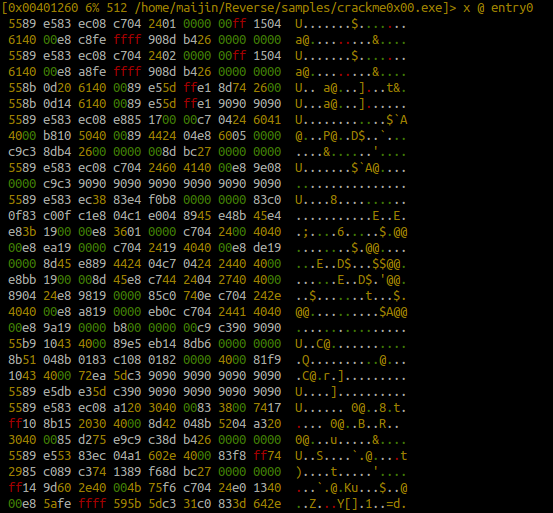 [0x00401260 6% 512 /home/maijin/Reverse/samples/crackme0x00.exe]> x @ entry0
5589 e583 ec08 c704 2401 0000 00ff 1504  U.......$.......
6140 00e8 c8fe ffff 908d b426 0000 0000  a@.........&....
5589 e583 ec08 c704 2402 0000 00ff 1504  U.......$.......
6140 00e8 a8fe ffff 908d b426 0000 0000  a@.........&....
558b 0d20 6140 0089 e55d ffe1 8d74 2600  U.. a@...]...t&.
558b 0d14 6140 0089 e55d ffe1 9090 9090  U...a@...]......
5589 e583 ec08 e885 1700 00c7 0424 6041  U............$`A
4000 b810 5040 0089 4424 04e8 6005 0000  @...P@..D$..`...
c9c3 8db4 2600 0000 008d bc27 0000 0000  ....&......'....
5589 e583 ec08 c704 2460 4140 00e8 9e08  U.......$`A@....
0000 c9c3 9090 9090 9090 9090 9090 9090  ................
5589 e583 ec38 83e4 f0b8 0000 0000 83c0  U....8..........
0f83 c00f c1e8 04c1 e004 8945 e48b 45e4  ...........E..E.
e83b 1900 00e8 3601 0000 c704 2400 4040  .;....6.....$.@@
00e8 ea19 0000 c704 2419 4040 00e8 de19  ........$.@@....
0000 8d45 e889 4424 04c7 0424 2440 4000  ...E..D$...$$@@.
e8bb 1900 008d 45e8 c744 2404 2740 4000  ......E..D$.'@@.
8904 24e8 9819 0000 85c0 740e c704 242e  ..$.......t...$.
4040 00e8 a819 0000 eb0c c704 2441 4040  @@..........$A@@
00e8 9a19 0000 b800 0000 00c9 c390 9090  ................
55b9 1043 4000 89e5 eb14 8db6 0000 0000  U..C@...........
8b51 048b 0183 c108 0182 0000 4000 81f9  .Q..........@...
1043 4000 72ea 5dc3 9090 9090 9090 9090  .C@.r.].........
5589 e5db e35d c390 9090 9090 9090 9090  U....]..........
5589 e583 ec08 a120 3040 0083 3800 7417  U...... 0@..8.t.
ff10 8b15 2030 4000 8d42 048b 5204 a320  .... 0@..B..R..
3040 0085 d275 e9c9 c38d b426 0000 0000  0@...u.....&....
5589 e553 83ec 04a1 602e 4000 83f8 ff74  U..S....`.@....t
2985 c089 c374 1389 f68d bc27 0000 0000  )....t.....'....
ff14 9d60 2e40 004b 75f6 c704 24e0 1340  ...`.@.Ku...$..@
00e8 5afe ffff 595b 5dc3 31c0 833d 642e  ..Z...Y[].1..=d.